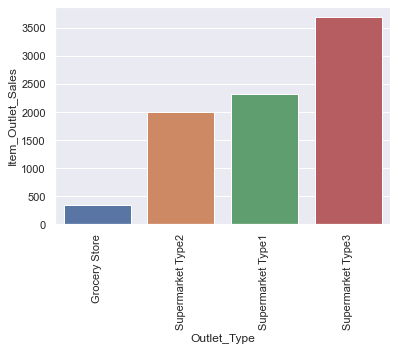 3500
3000
2500
2000
1500
1000
500
0
Item_Outlet_Sales
Grocery Store
Supermarket Type2
Supermarket Type1
Supermarket Type3
Outlet_Type